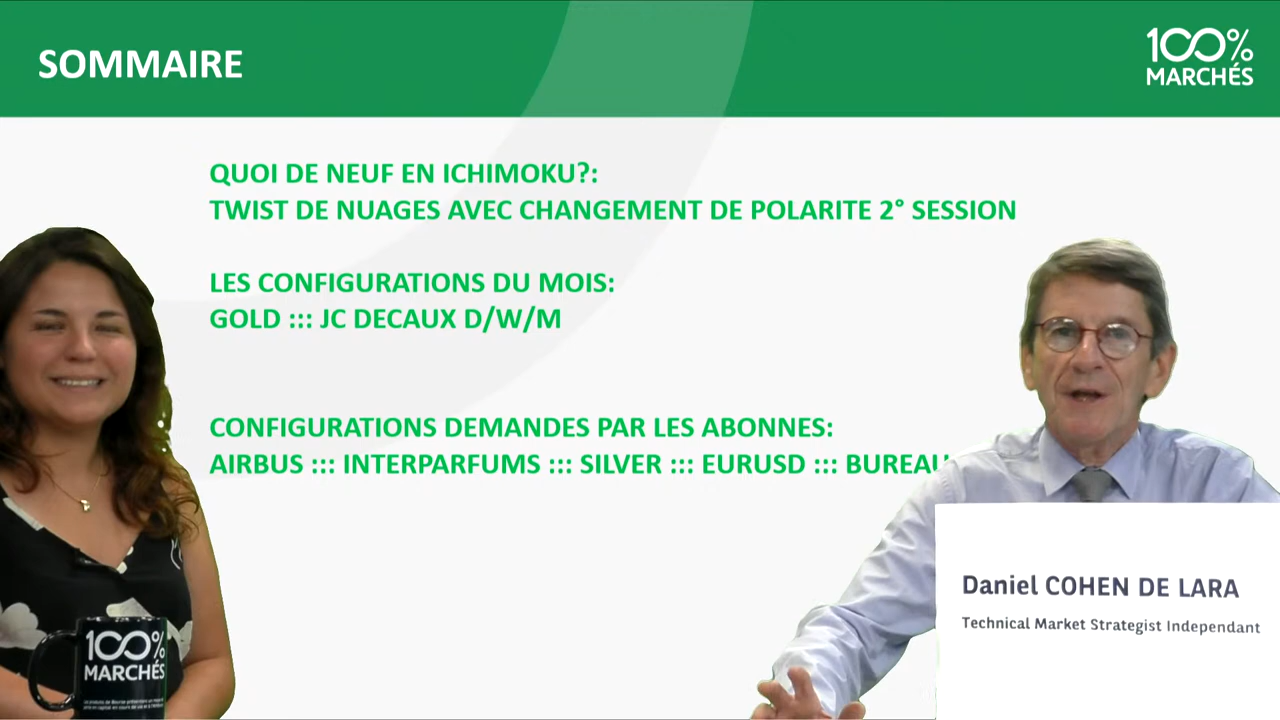 SOMMAIRE
100%
MARCHÉS
QUOI DE NEUF EN ICHIMOKU?:
TWIST DE NUAGES AVEC CHANGEMENT DE POLARITE 2° SESSION
LES CONFIGURATIONS DU MOIS:
GOLD ::: JC DECAUX D/W/M
CONFIGURATIONS DEMANDES PAR LES ABONNES:
AIRBUS ::: INTERPARFUMS ::: SILVER ::: EURUSD ::: BUREAU
Daniel COHEN DE LARA
Technical Market Strategist Independant
100%
MARCHÉS